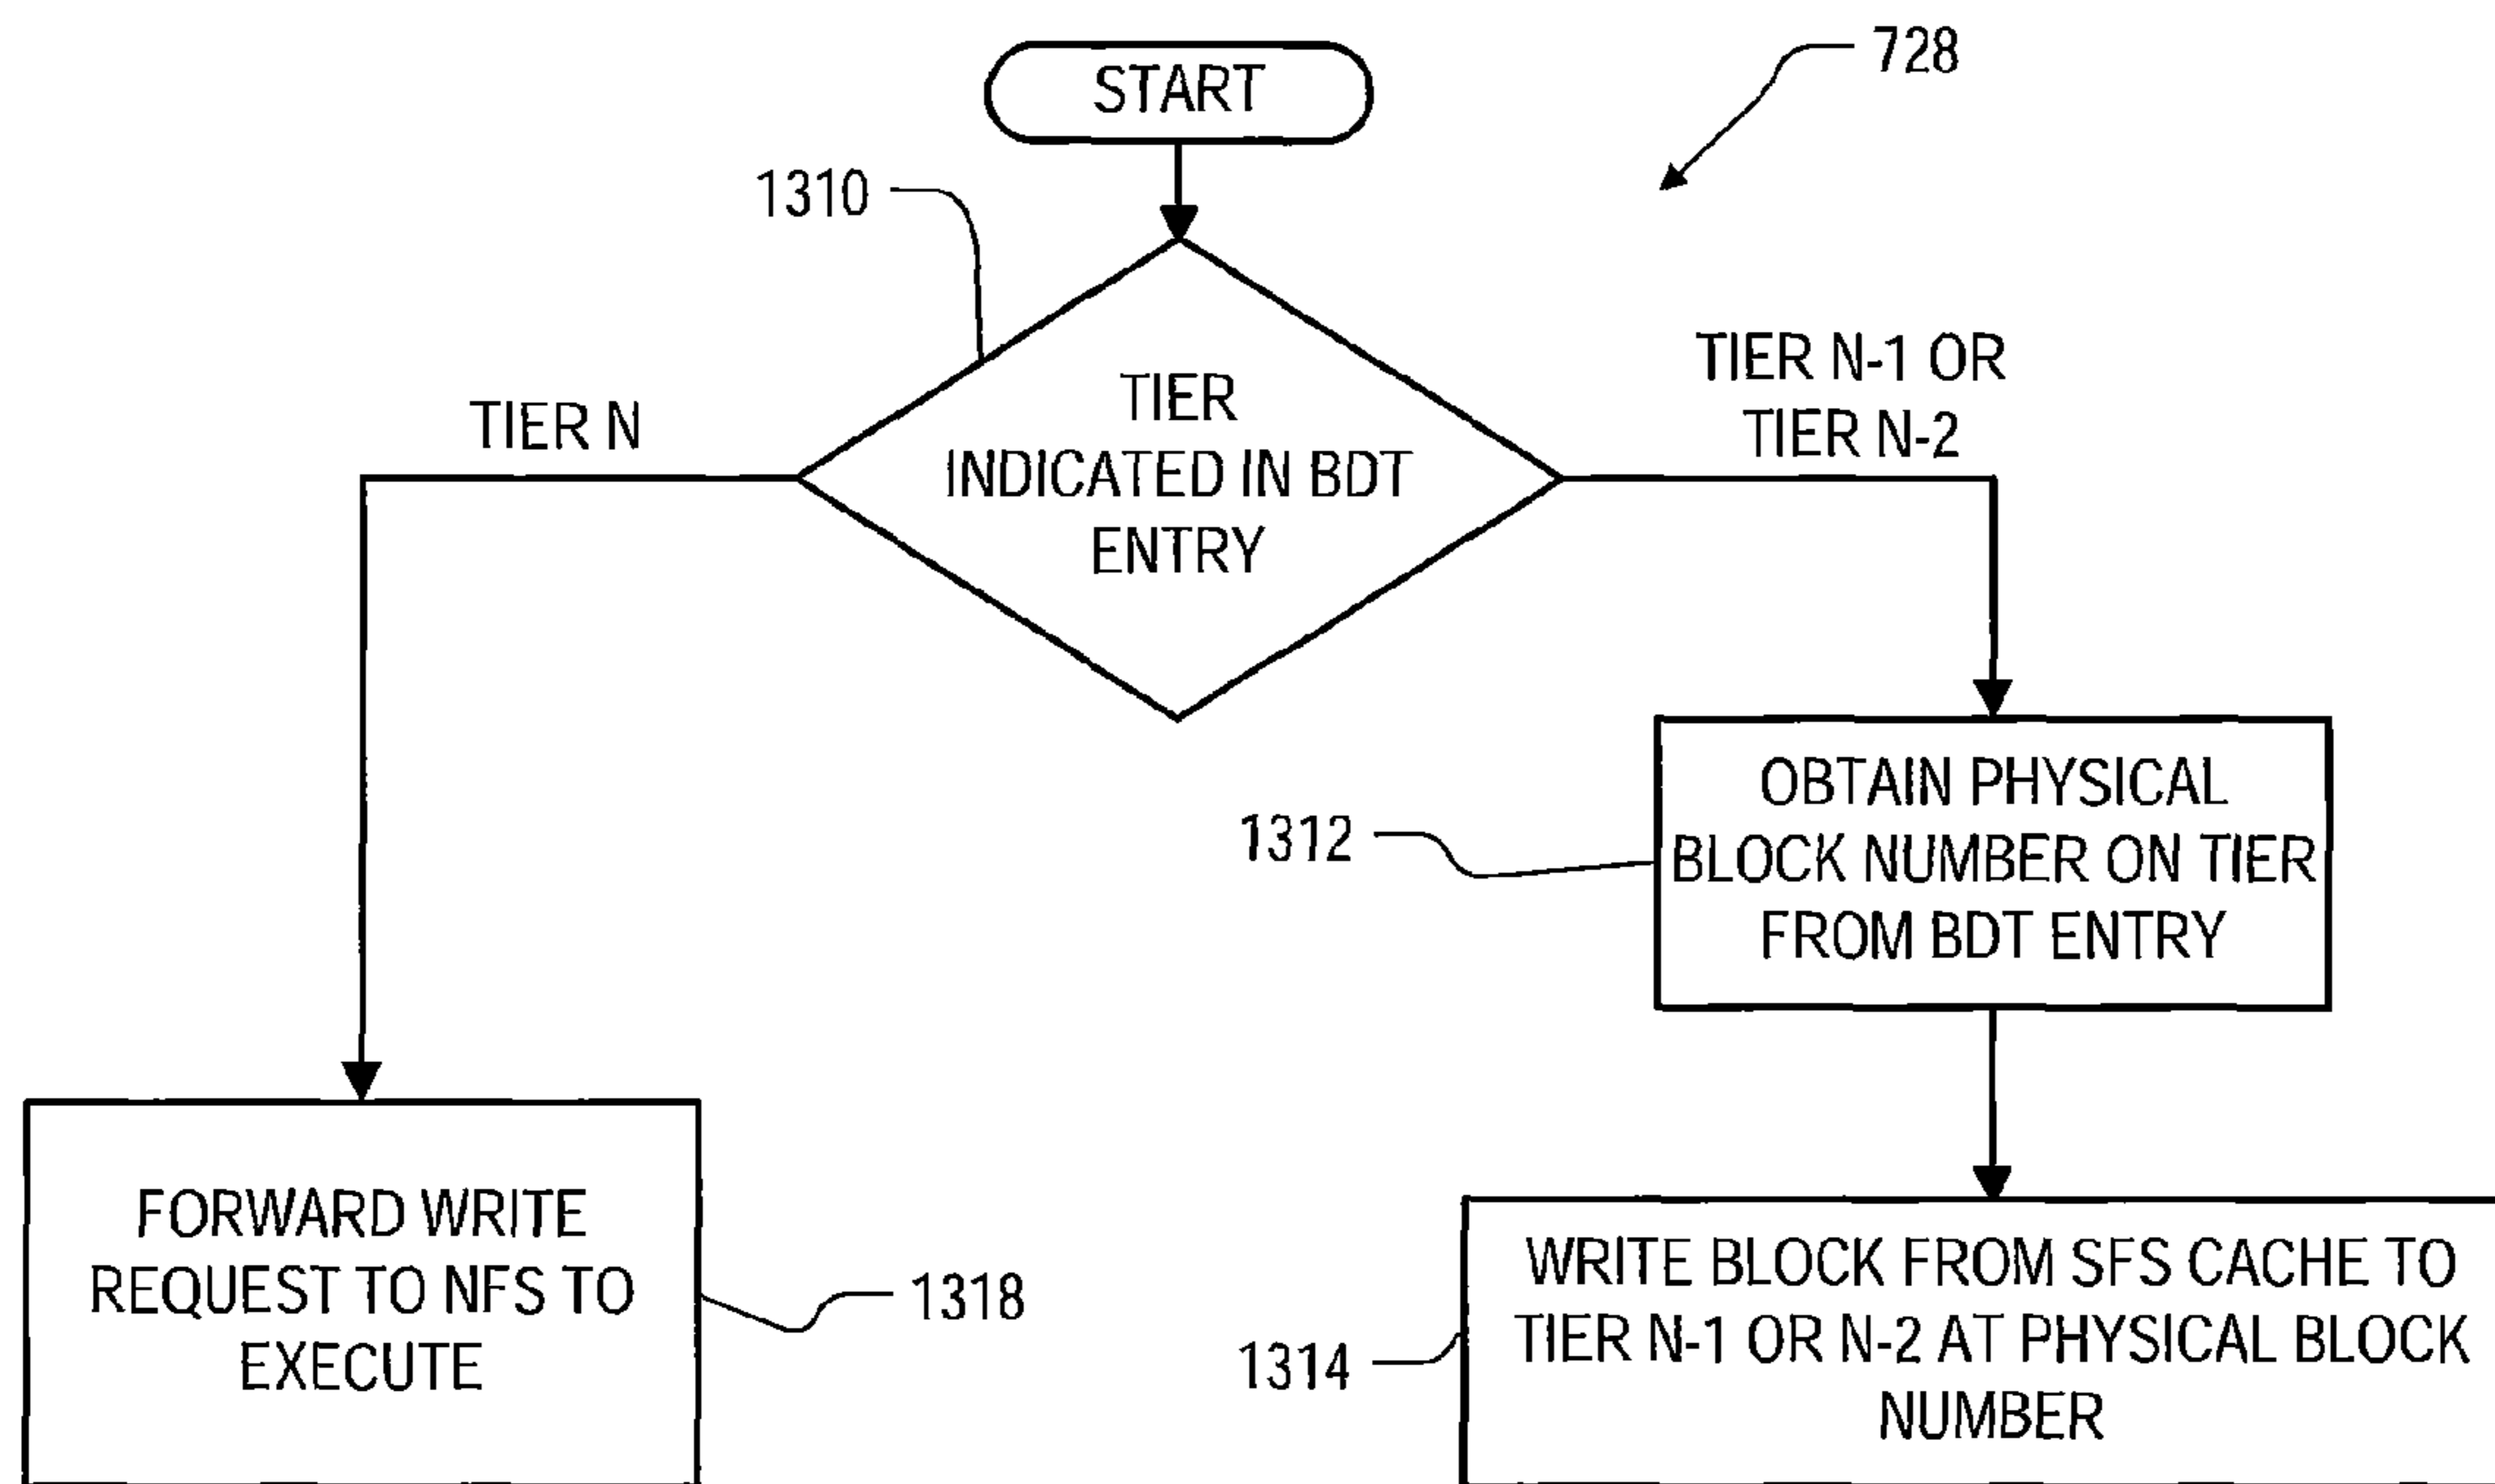 START
728
1310
TIER
INDICATED IN BDT
ENTRY
TIER N
TIER N-1 OR
TIER N-2
OBTAIN PHYSICAL
BLOCK NUMBER ON TIER
FROM BDT ENTRY
1312
FORWARD WRITE
REQUEST TO NFS TO
EXECUTE
1318
WRITE BLOCK FROM SFS CACHE TO
TIER N-1 OR N-2 AT PHYSICAL BLOCK
NUMBER
1314